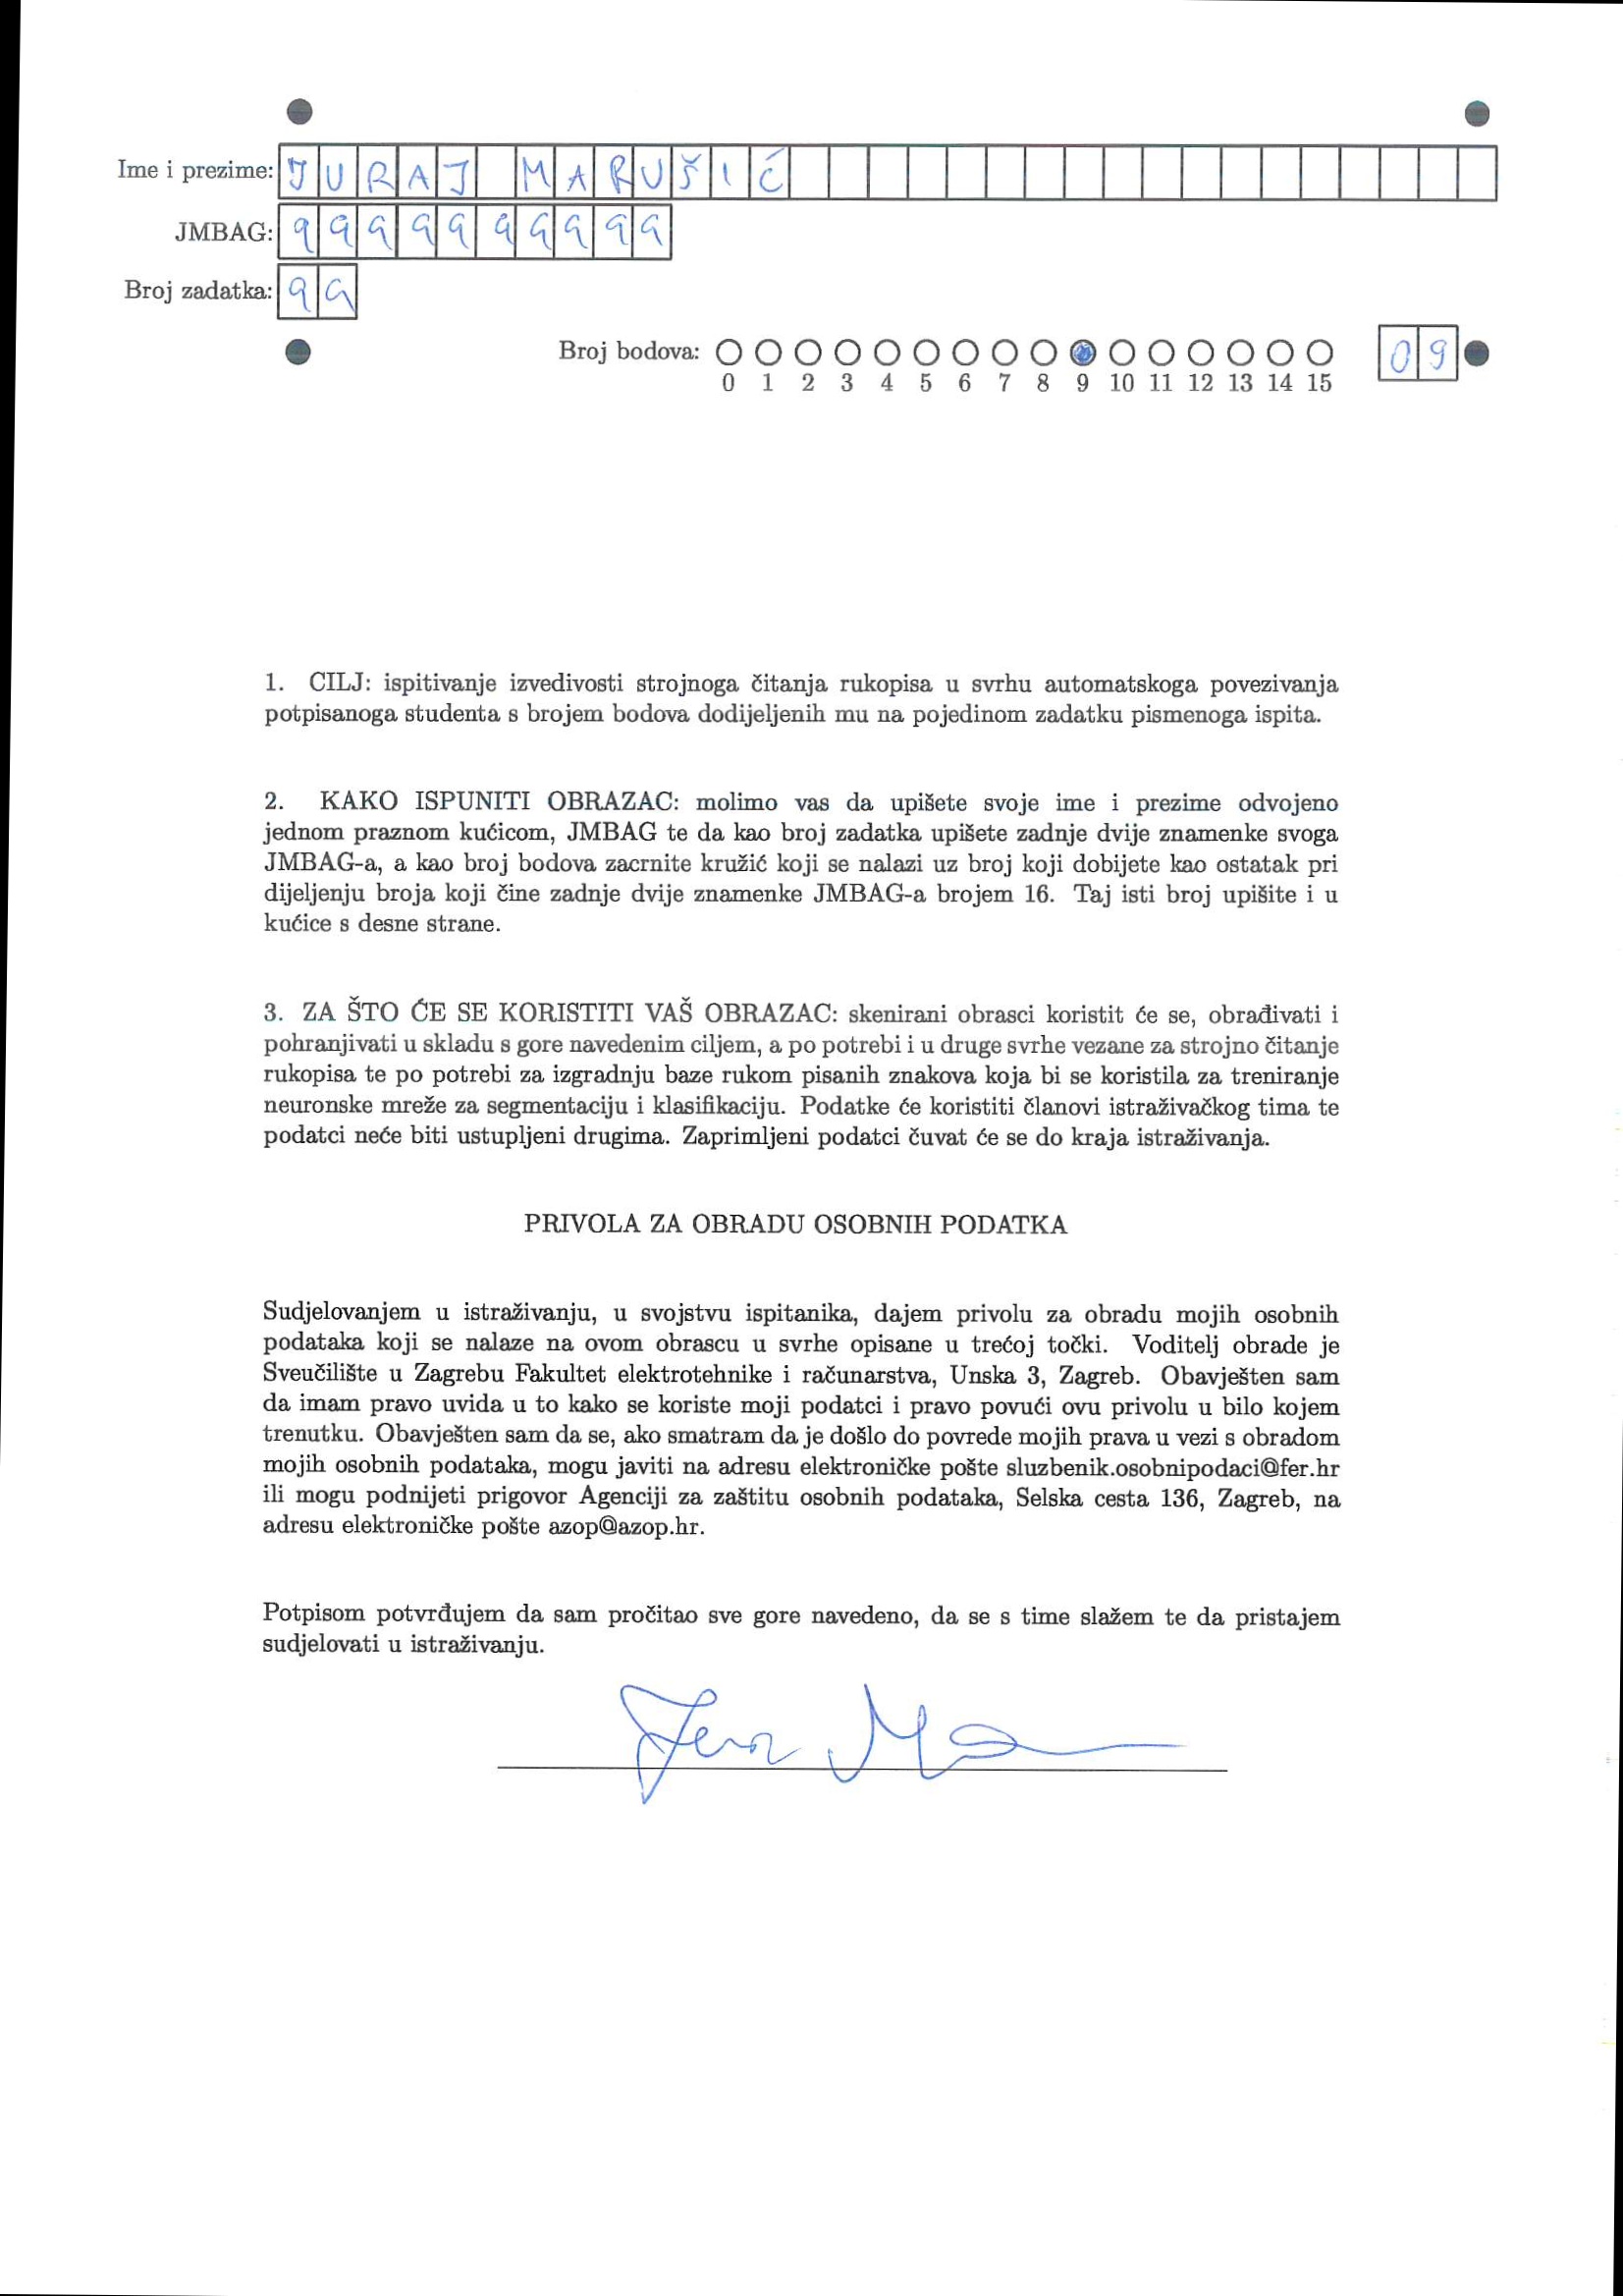 Ime i prezime: JURAJ MARUŠIĆ
JMBAG: 9999999999
Broj zadatka: 99
Broj bodova: 09
0 1 2 3 4 5 6 7 8 9 10 11 12 13 14 15
1. CILJ: ispitivanje izvedivosti strojnoga čitanja rukopisa u svrhu automatskoga povezivanja
potpisanoga studenta s brojem bodova dodijeljenih mu na pojedinom zadatku pismenoga ispita.
2. KAKO ISPUNITI OBRAZAC: molimo vas da upišete svoje ime i prezime odvojeno
jednom praznom kućicom, JMBAG te da kao broj zadatka upišete zadnje dvije znamenke svoga
JMBAG-a, a kao broj bodova zacrnite kružić koji se nalazi uz broj koji dobijete kao ostatak pri
dijeljenju broja koji čine zadnje dvije znamenke JMBAG-a brojem 16. Taj isti broj upišite i u
kućice s desne strane.
3. ZA ŠTO ĆE SE KORISTITI VAŠ OBRAZAC: skenirani obrasci koristit će se, obrađivati i
pohranjivati u skladu s gore navedenim ciljem, a po potrebi i u druge svrhe vezane za strojno čitanje
rukopisa te po potrebi za izgradnju baze rukom pisanih znakova koja bi se koristila za treniranje
neuronske mreže za segmentaciju i klasifikaciju. Podatke će koristiti članovi istraživačkog tima te
podatci neće biti ustupljeni drugima. Zaprimljeni podatci čuvat će se do kraja istraživanja.
PRIVOLA ZA OBRADU OSOBNIH PODATKA
Sudjelovanjem u istraživanju, u svojstvu ispitanika, dajem privolu za obradu mojih osobnih
podataka koji se nalaze na ovom obrascu u svrhe opisane u trećoj točki. Voditelj obrade je
Sveučilište u Zagrebu Fakultet elektrotehnike i računarstva, Unska 3, Zagreb. Obavješten sam
da imam pravo uvida u to kako se koriste moji podatci i pravo povući ovu privolu u bilo kojem
trenutku. Obavješten sam da se, ako smatram da je došlo do povrede mojih prava u vezi s obradom
mojih osobnih podataka, mogu javiti na adresu elektroničke pošte sluzbenik.osobnipodaci@fer.hr
ili mogu podnijeti prigovor Agenciji za zaštitu osobnih podataka, Selska cesta 136, Zagreb, na
adresu elektroničke pošte azop@azop.hr.
Potpisom potvrđujem da sam pročitao sve gore navedeno, da se s time slažem te da pristajem
sudjelovati u istraživanju.